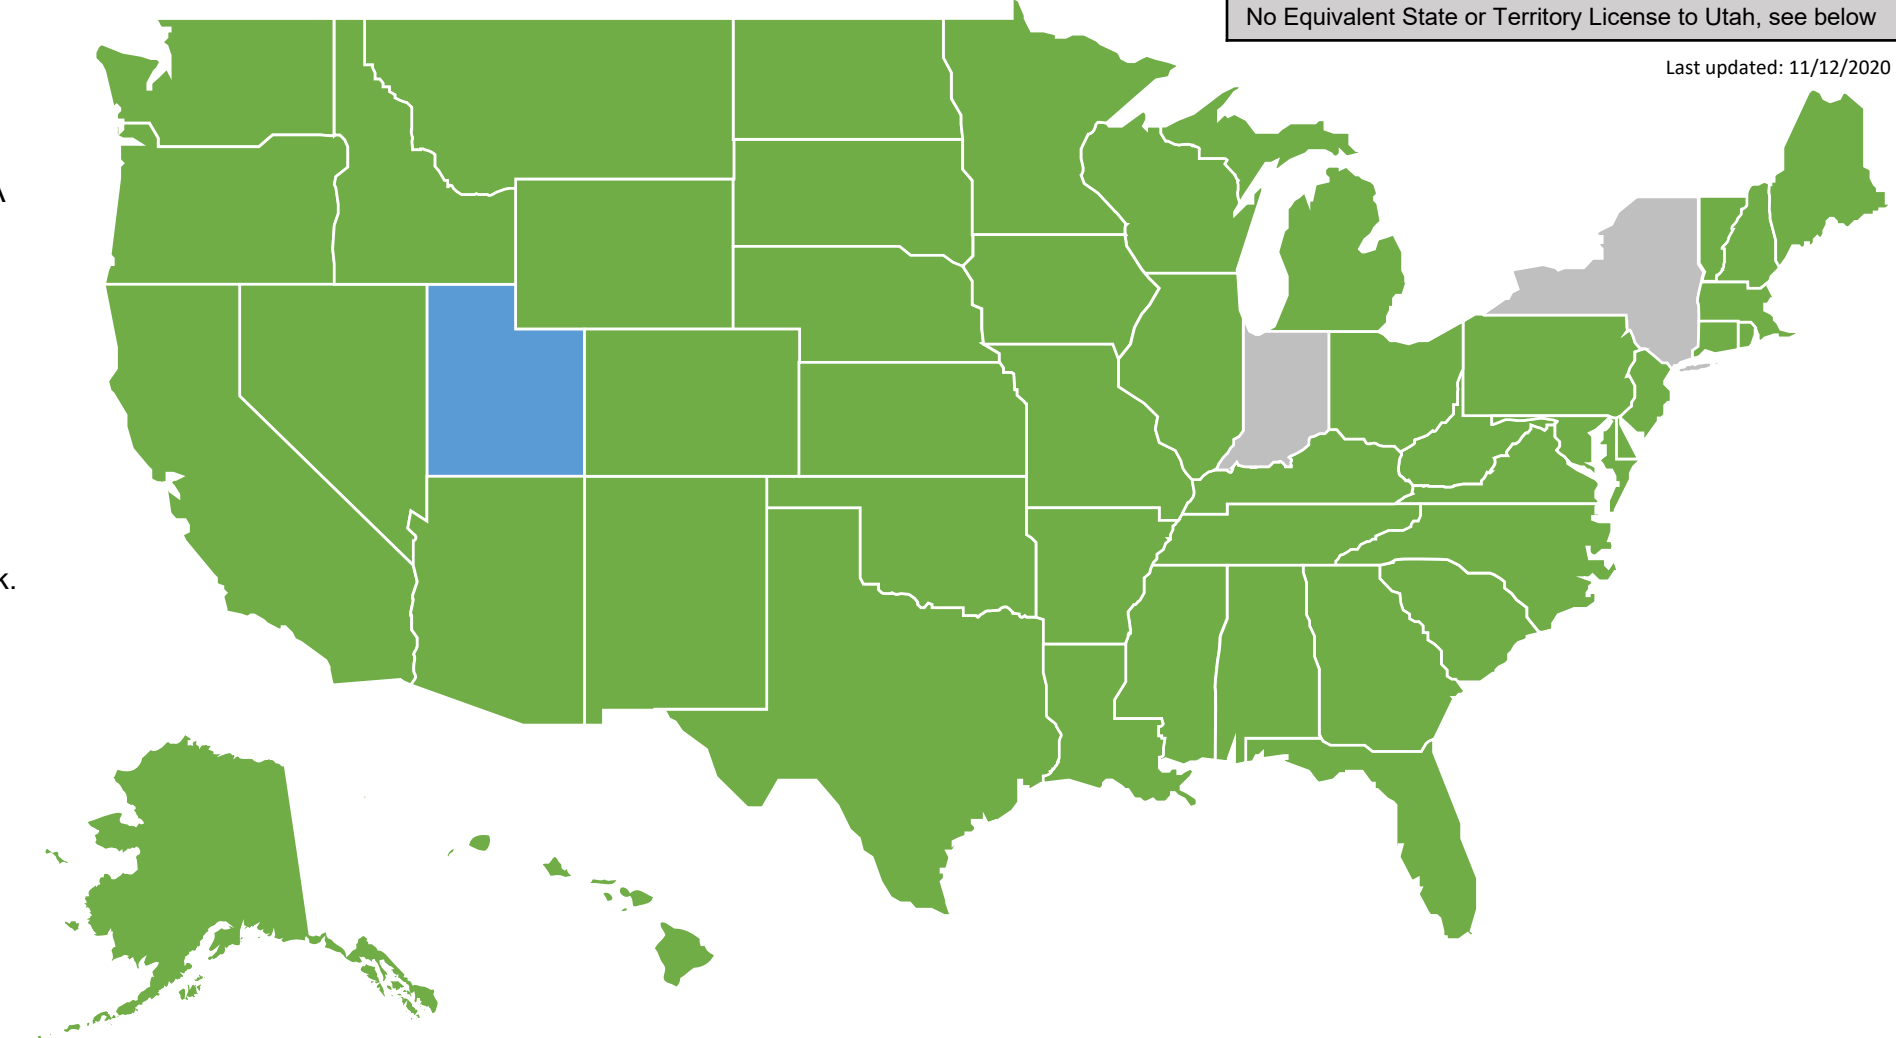 No Equivalent State or Territory License to Utah, see below
Last updated: 11/12/2020
A
k.